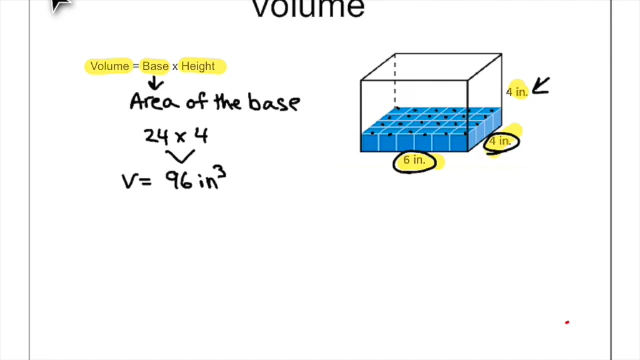 Volume
Volume = Base x Height
Area of the base
24 x 4
V = 96 in³
4 in.
4 in.
6 in.